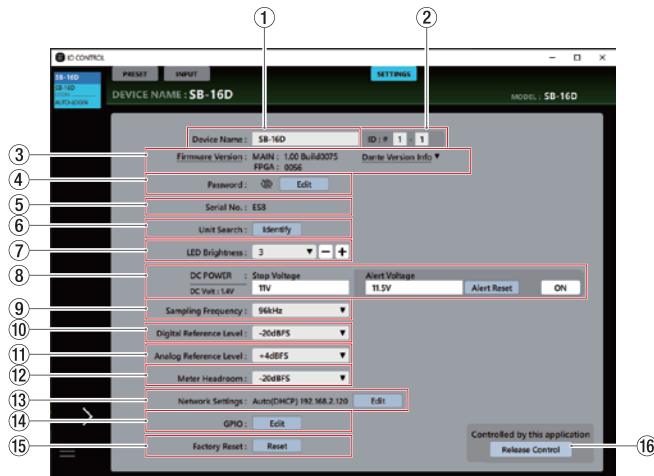 ① ②
IO CONTROL
SB-16D
SB-16D
AUTO-LOGIN
PRESET INPUT SETTINGS
DEVICE NAME : SB-16D MODEL : SB-16D
Device Name : SB-16D ID : # 1 - 1
③ Firmware Version : MAIN : 1.00 Build0075 Dante Version Info ▼
FPGA : 0056
④ Password : Edit
⑤ Serial No. : ES8
⑥ Unit Search : Identify
⑦ LED Brightness : 3 ▼ − +
⑧ DC POWER : Stop Voltage Alert Voltage
DC Volt : 1.4V 11V 11.5V Alert Reset ON
⑨ Sampling Frequency : 96kHz ▼
⑩ Digital Reference Level : -20dBFS ▼
⑪ Analog Reference Level : +4dBFS ▼
⑫ Meter Headroom : -20dBFS ▼
⑬ Network Settings : Auto(DHCP) 192.168.2.120 Edit
⑭ GPIO : Edit
⑮ Factory Reset : Reset
Controlled by this application
Release Control ⑯